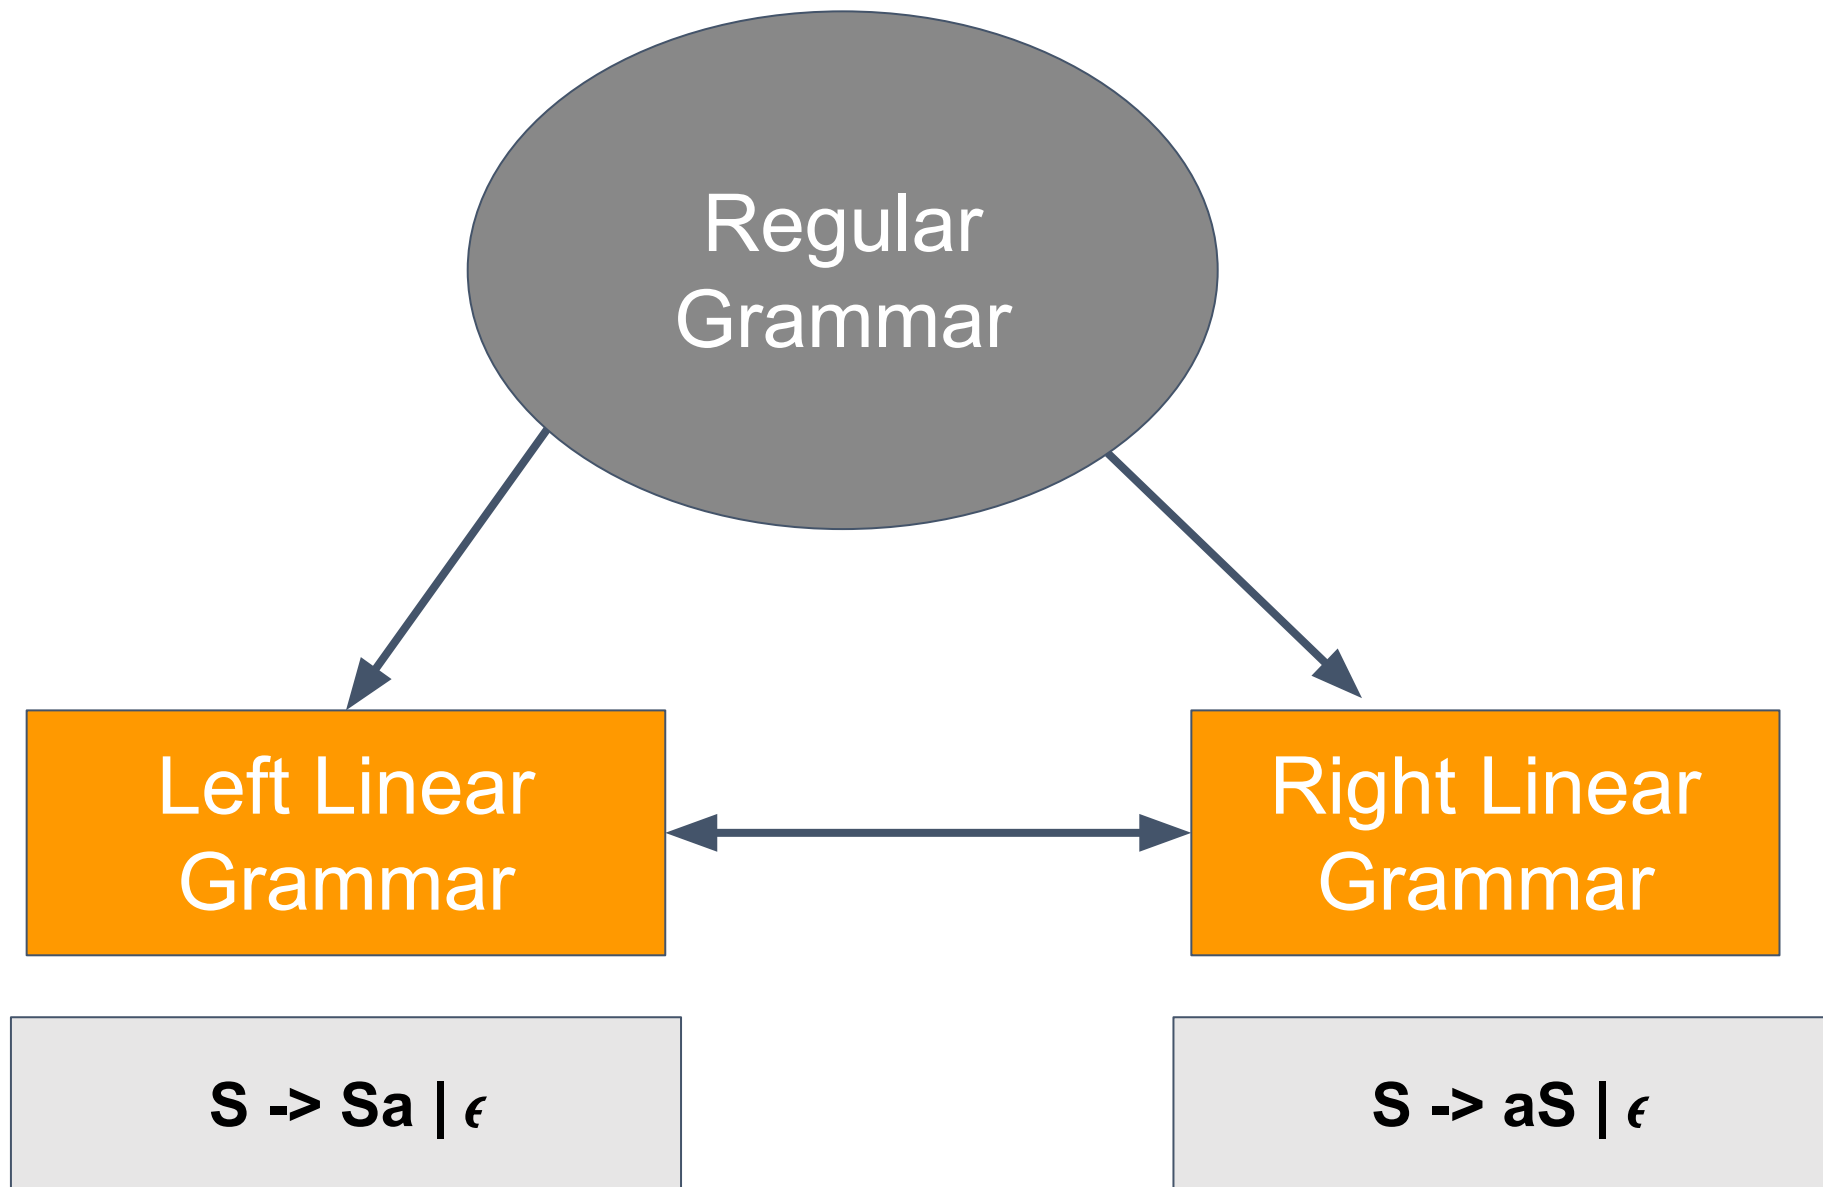 Regular
Grammar
Left Linear
Grammar
Right Linear
Grammar
S -> Sa | ϵ
S -> aS | ϵ